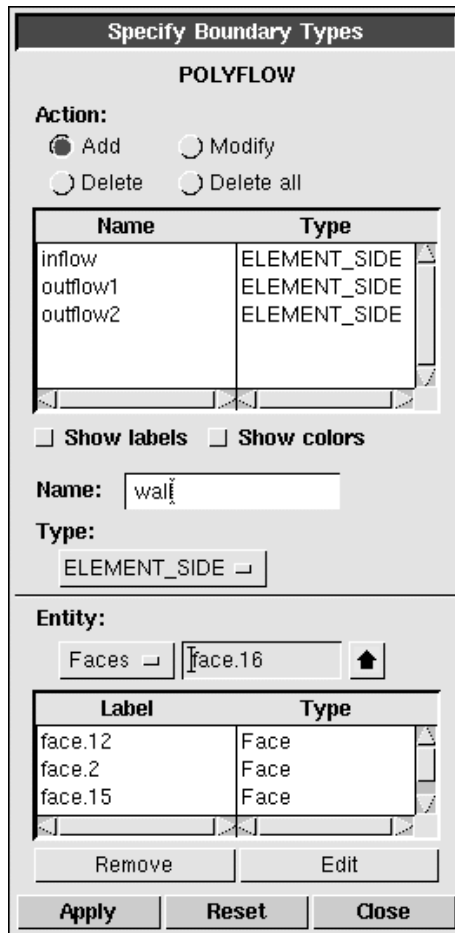 Specify Boundary Types
POLYFLOW
Action:
Add Modify
Delete Delete all
Name Type
inflow ELEMENT_SIDE
outflow1 ELEMENT_SIDE
outflow2 ELEMENT_SIDE
Show labels Show colors
Name: wall
Type:
ELEMENT_SIDE
Entity:
Faces face.16
Label Type
face.12 Face
face.2 Face
face.15 Face
Remove Edit
Apply Reset Close